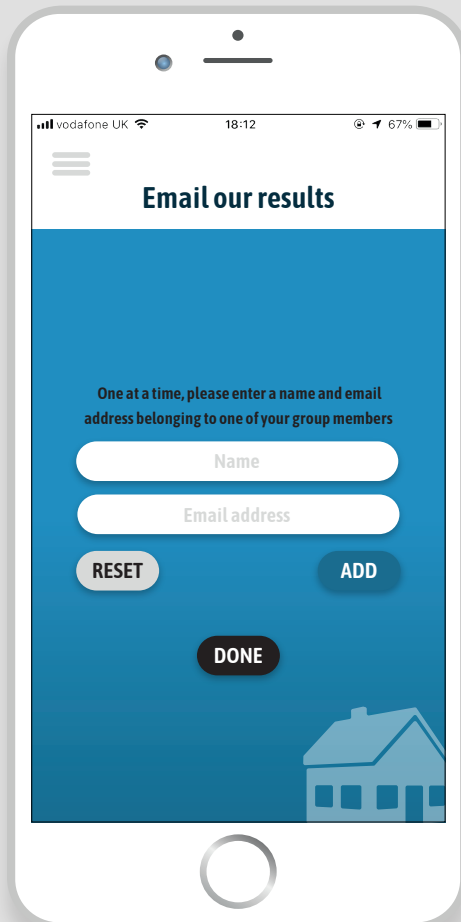 vodafone UK 18:12 67%
Email our results
One at a time, please enter a name and email
address belonging to one of your group members
Name
Email address
RESET ADD
DONE